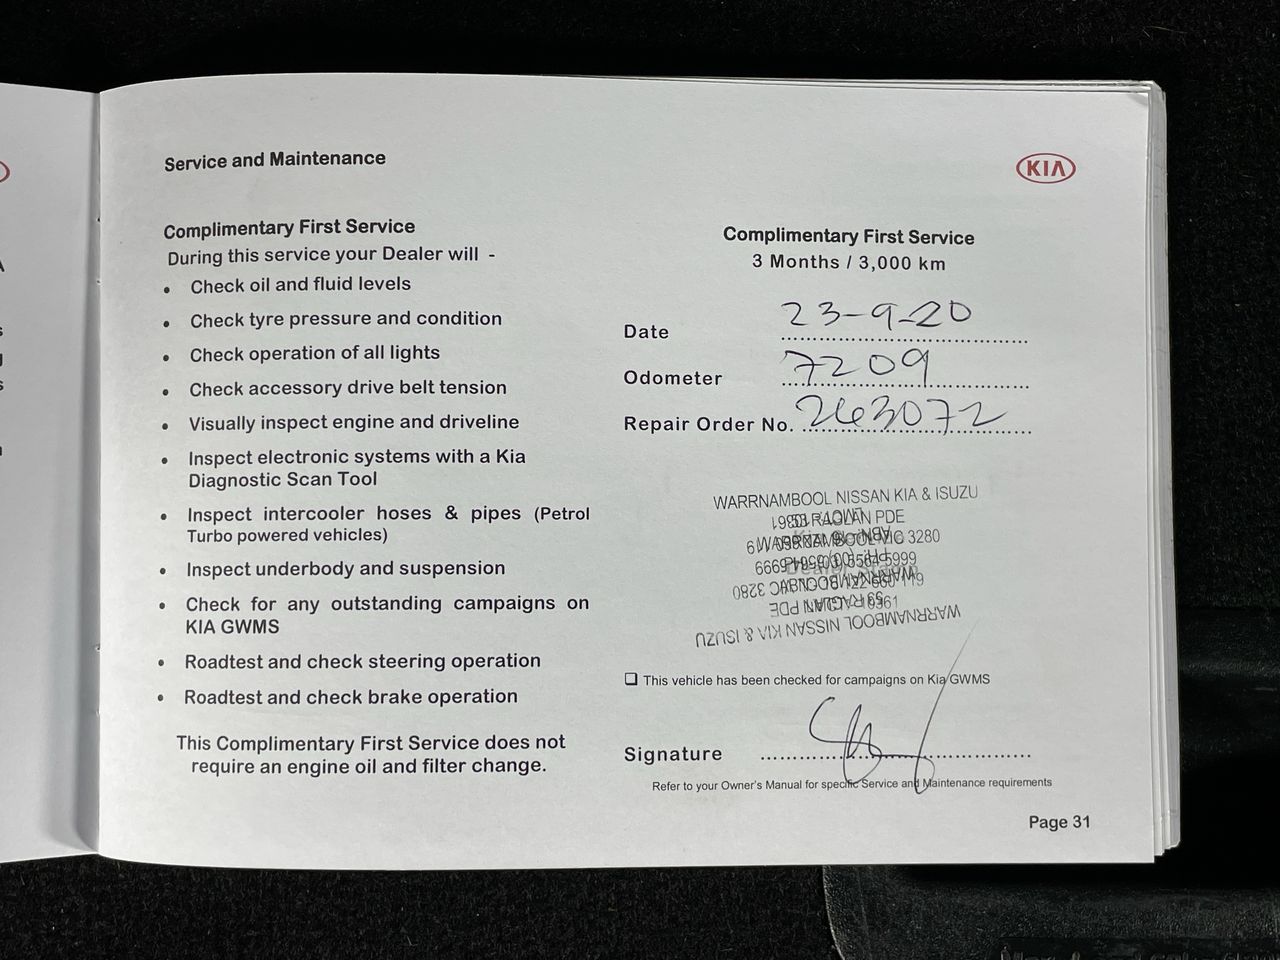 Service and Maintenance
KIA
Complimentary First Service
During this service your Dealer will -
• Check oil and fluid levels
• Check tyre pressure and condition
• Check operation of all lights
• Check accessory drive belt tension
• Visually inspect engine and driveline
• Inspect electronic systems with a Kia
Diagnostic Scan Tool
• Inspect intercooler hoses & pipes (Petrol
Turbo powered vehicles)
• Inspect underbody and suspension
• Check for any outstanding campaigns on
KIA GWMS
• Roadtest and check steering operation
• Roadtest and check brake operation
This Complimentary First Service does not
require an engine oil and filter change.
Complimentary First Service
3 Months / 3,000 km
Date 23-9-20
Odometer 7209
Repair Order No. 263072
WARRNAMBOOL NISSAN KIA & ISUZU
RAGLAN PDE
3280
WARRNAMBOOL NISSAN KIA & ISUZU
❑ This vehicle has been checked for campaigns on Kia GWMS
Signature
Refer to your Owner's Manual for specific Service and Maintenance requirements
Page 31